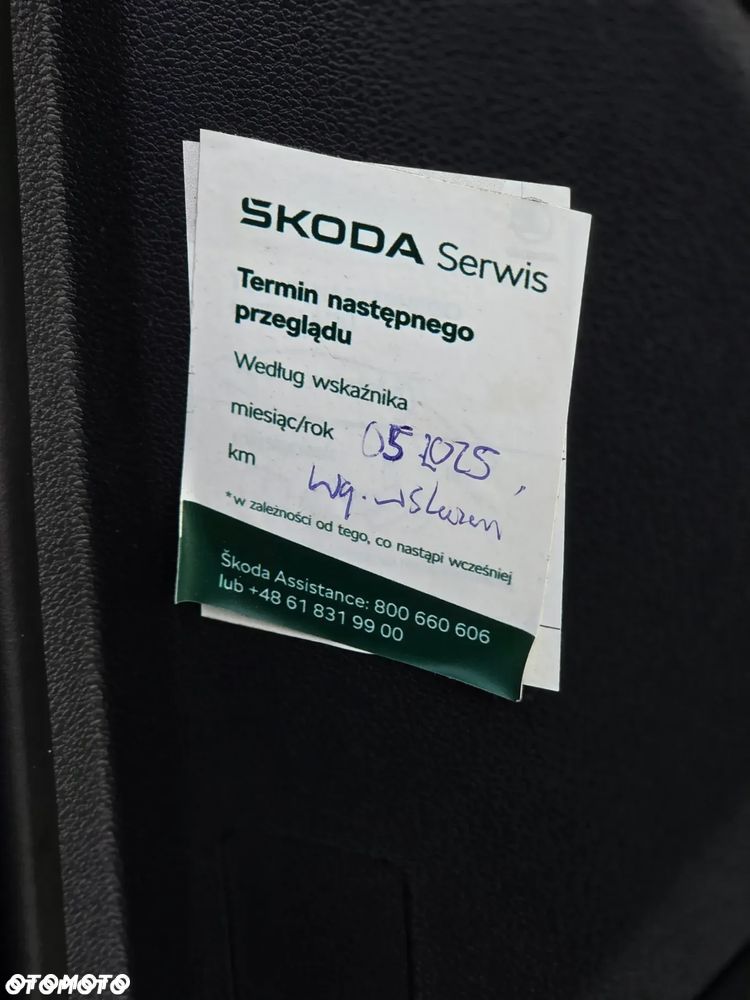 ŠKODA Serwis
Termin następnego
przeglądu
Według wskaźnika
miesiąc/rok 05 2025
km wg. wskazen
*w zależności od tego, co nastąpi wcześniej
Škoda Assistance: 800 660 606
lub +48 61 831 99 00
OTOMOTO